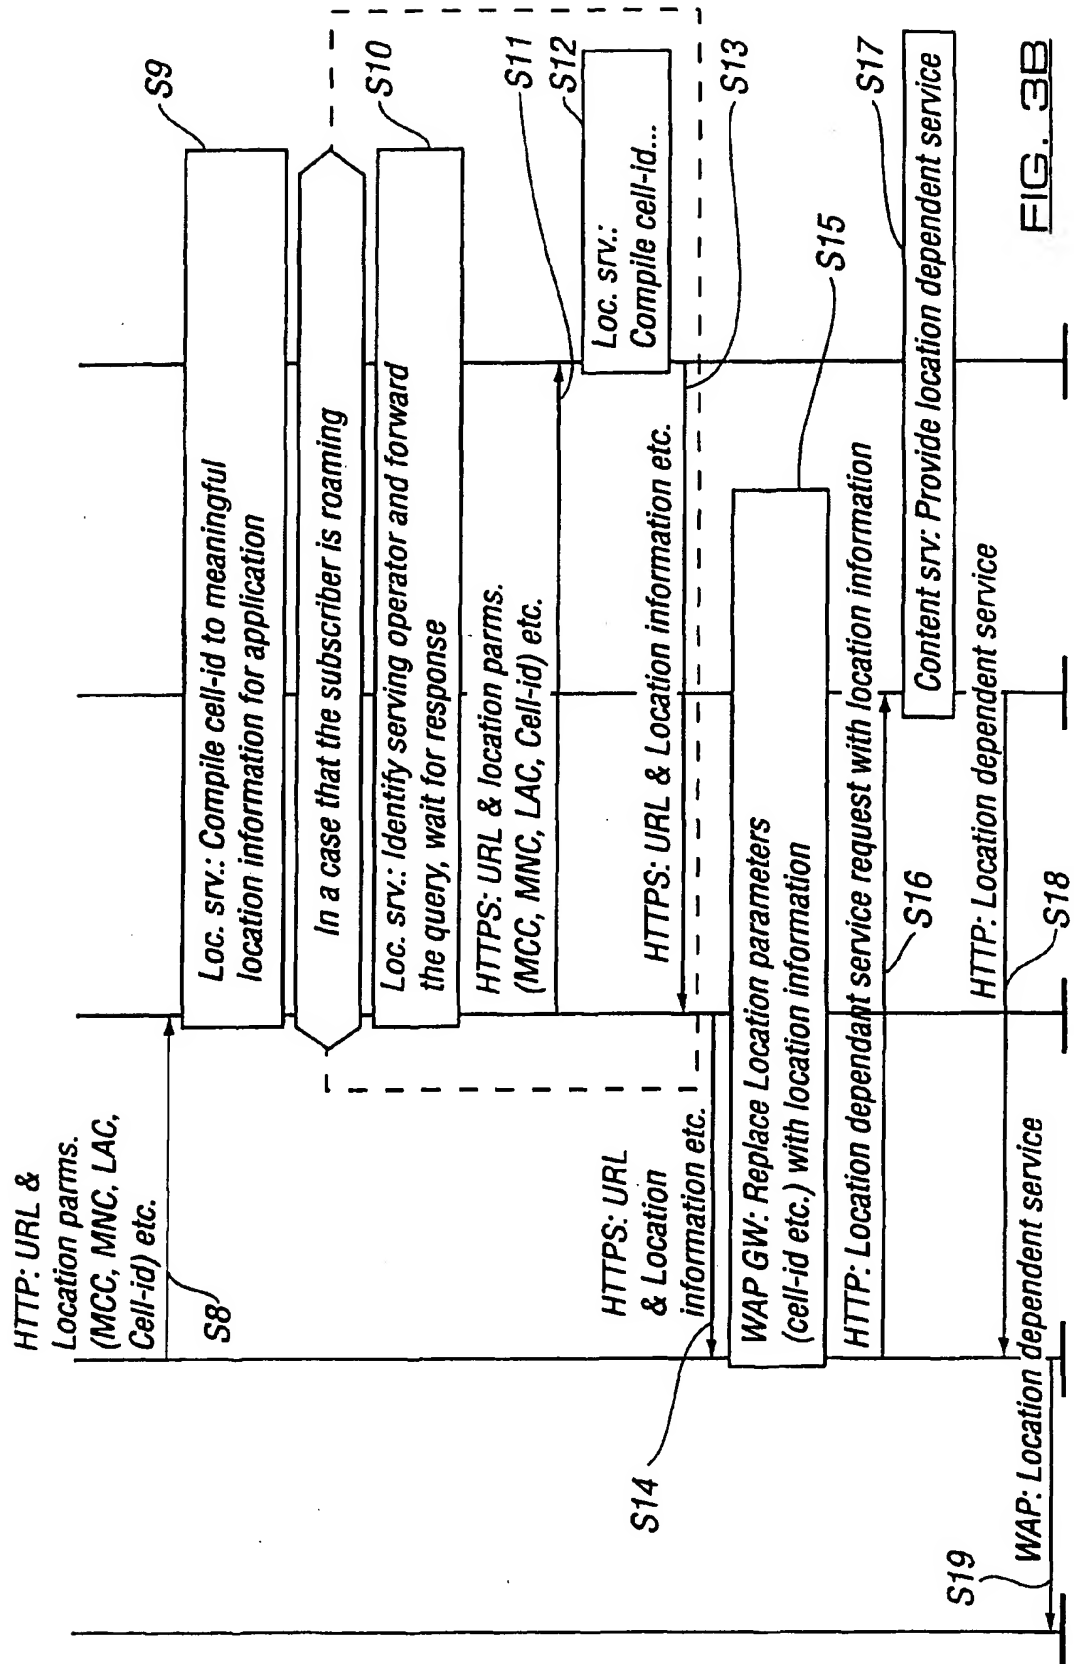 HTTP: URL &
Location parms.
(MCC, MNC, LAC,
Cell-id) etc.
S8
Loc. srv.: Compile cell-id to meaningful
location information for application
S9
In a case that the subscriber is roaming
Loc. srv.: Identify serving operator and forward
the query, wait for response
S10
HTTPS: URL & location parms.
(MCC, MNC, LAC, Cell-id) etc.
S11
Loc. srv.:
Compile cell-id...
S12
HTTPS: URL & Location information etc.
S13
HTTPS: URL
& Location
information etc.
S14
WAP GW: Replace Location parameters
(cell-id etc.) with location information
S15
HTTP: Location dependant service request with location information
S16
Content srv: Provide location dependent service
S17
HTTP: Location dependent service
S18
WAP: Location dependent service
S19
FIG. 3B